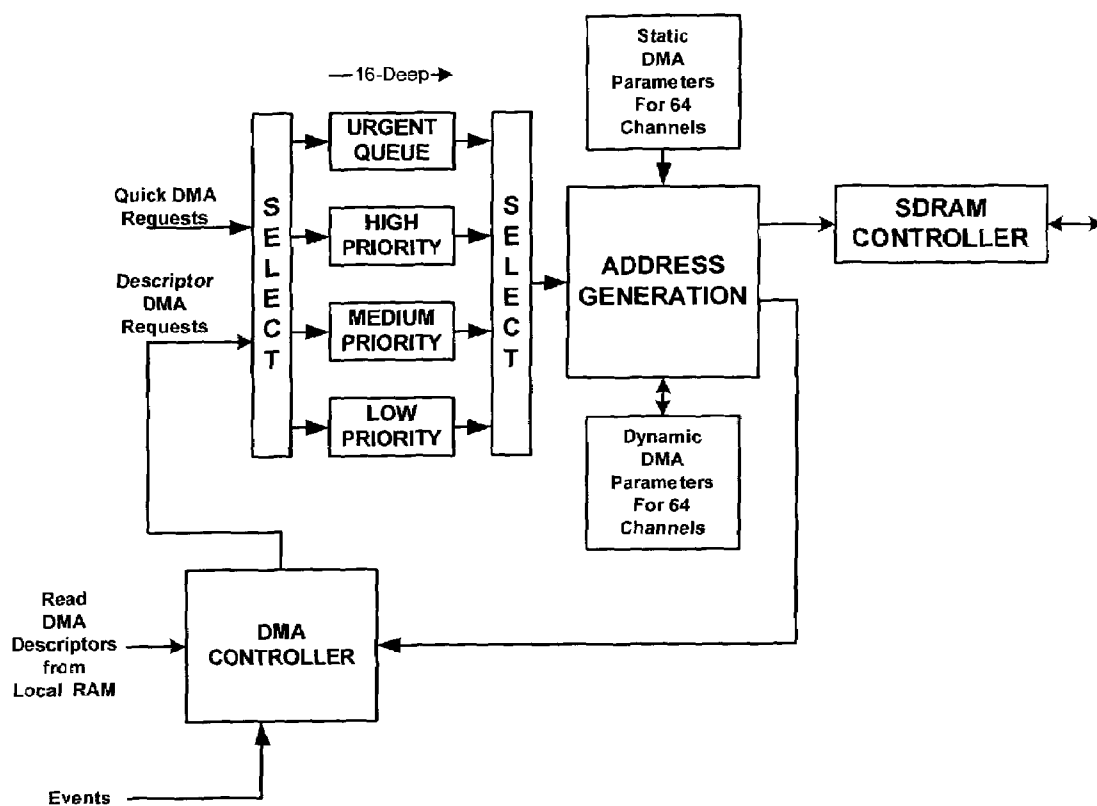 Static
DMA
Parameters
For 64
Channels
16-Deep
URGENT
QUEUE
Quick DMA
Requests
HIGH
PRIORITY
Descriptor
DMA
Requests
MEDIUM
PRIORITY
LOW
PRIORITY
SELECT
SELECT
ADDRESS
GENERATION
SDRAM
CONTROLLER
Dynamic
DMA
Parameters
For 64
Channels
Read
DMA
Descriptors
from
Local RAM
DMA
CONTROLLER
Events